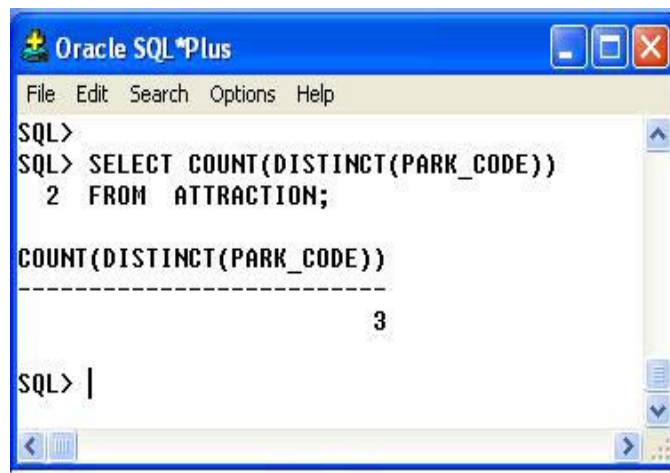 Oracle SQL*Plus
File Edit Search Options Help
SQL>
SQL> SELECT COUNT(DISTINCT(PARK_CODE))
2 FROM ATTRACTION;
COUNT(DISTINCT(PARK_CODE))
--------------------------
3
SQL>